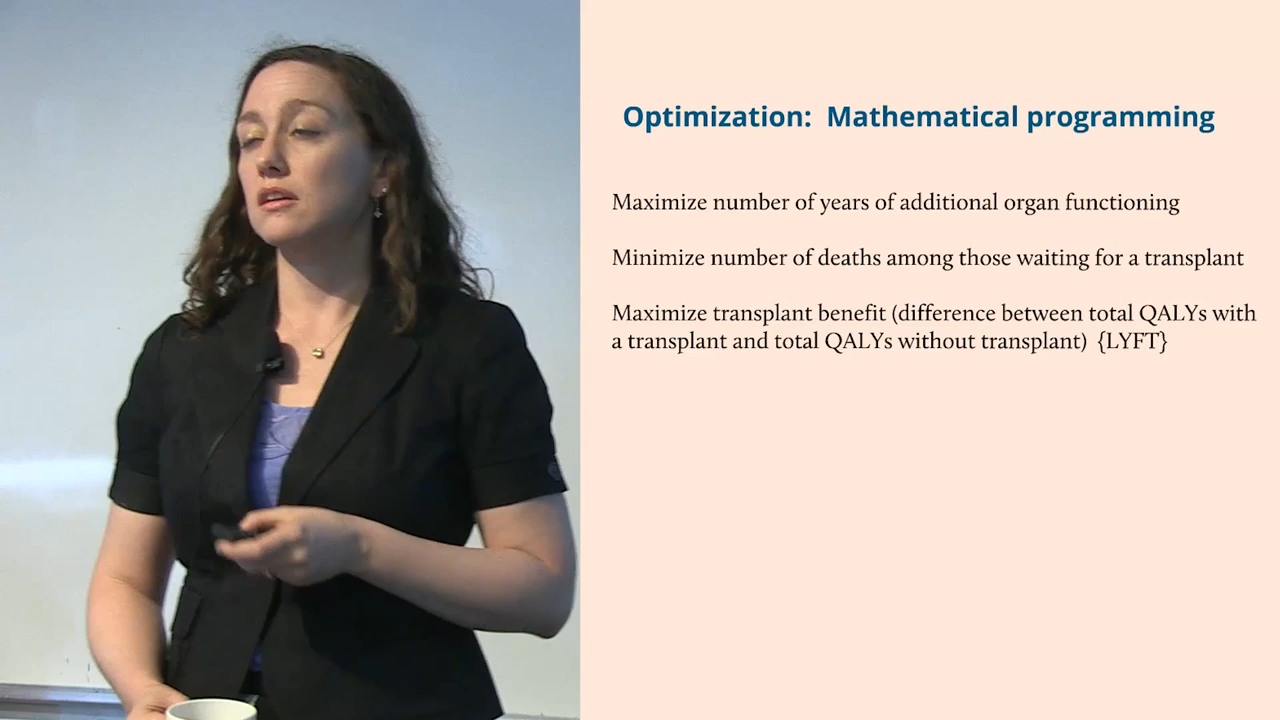 Optimization:  Mathematical programming
Maximize number of years of additional organ functioning
Minimize number of deaths among those waiting for a transplant
Maximize transplant benefit (difference between total QALYs with
a transplant and total QALYs without transplant)  {LYFT}